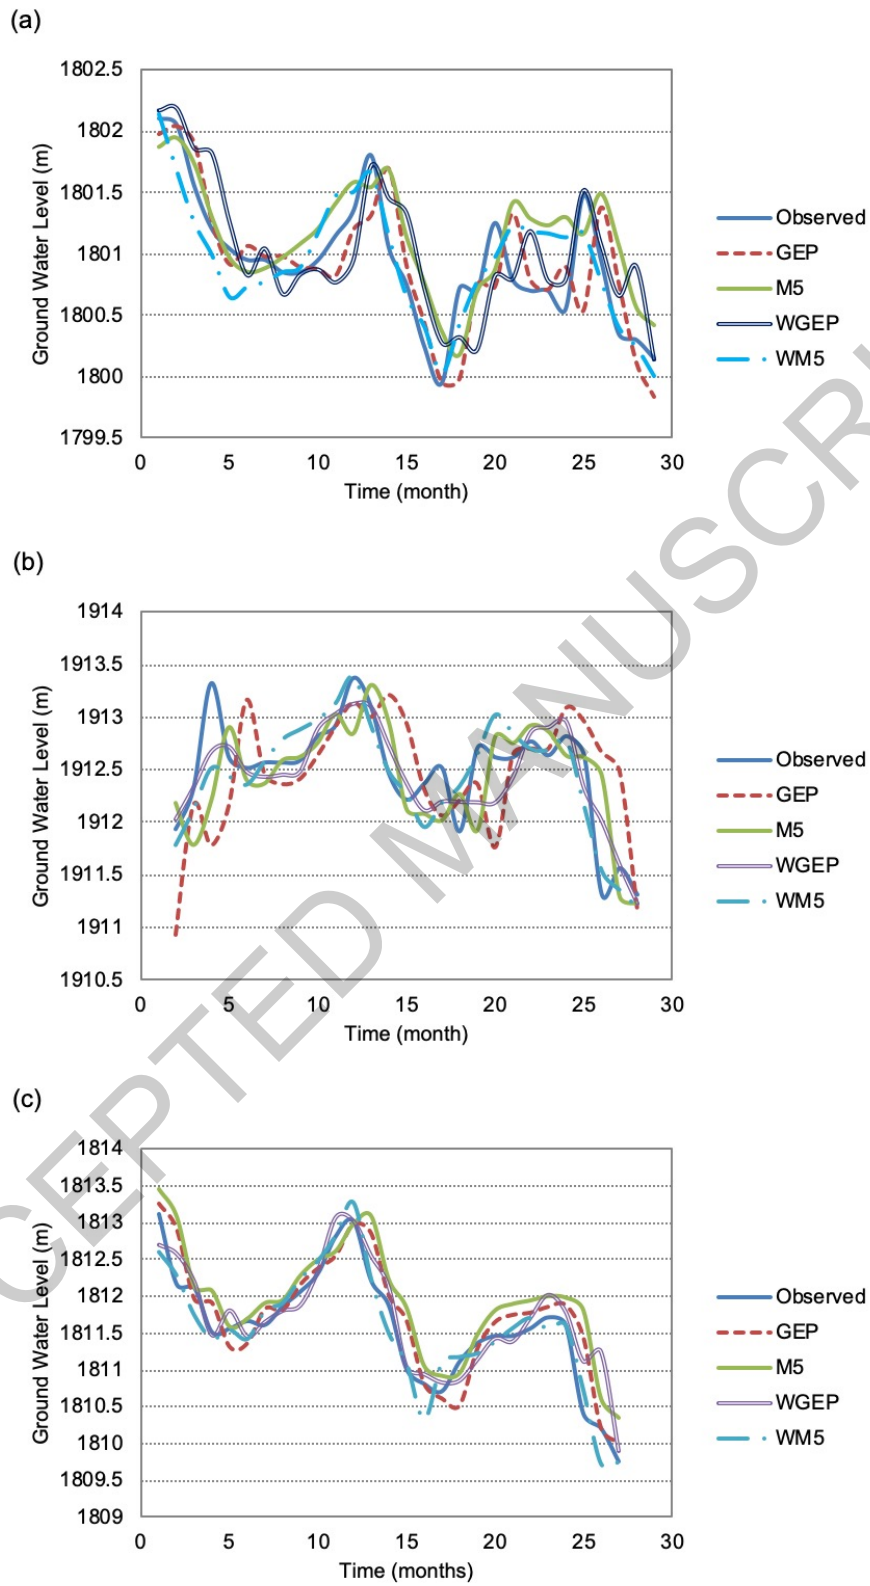 (a)
1802.5
1802
1801.5
1801
1800.5
1800
1799.5
Ground Water Level (m)
0 5 10 15 20 25 30
Time (month)
Observed
GEP
M5
WGEP
WM5
(b)
1914
1913.5
1913
1912.5
1912
1911.5
1911
1910.5
Ground Water Level (m)
0 5 10 15 20 25 30
Time (month)
Observed
GEP
M5
WGEP
WM5
(c)
1814
1813.5
1813
1812.5
1812
1811.5
1811
1810.5
1810
1809.5
1809
Ground Water Level (m)
0 5 10 15 20 25 30
Time (months)
Observed
GEP
M5
WGEP
WM5
CEPTED MANUSCRI